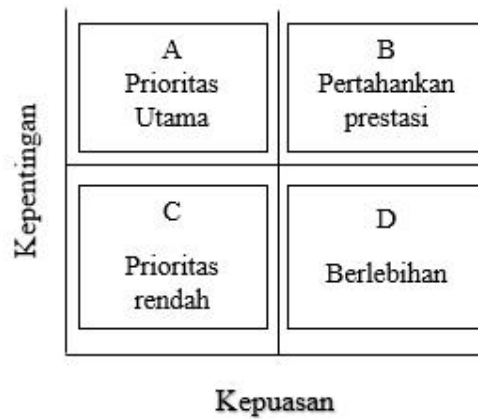 Kepentingan
A
Prioritas
Utama
B
Pertahankan
prestasi
C
Prioritas
rendah
D
Berlebihan
Kepuasan